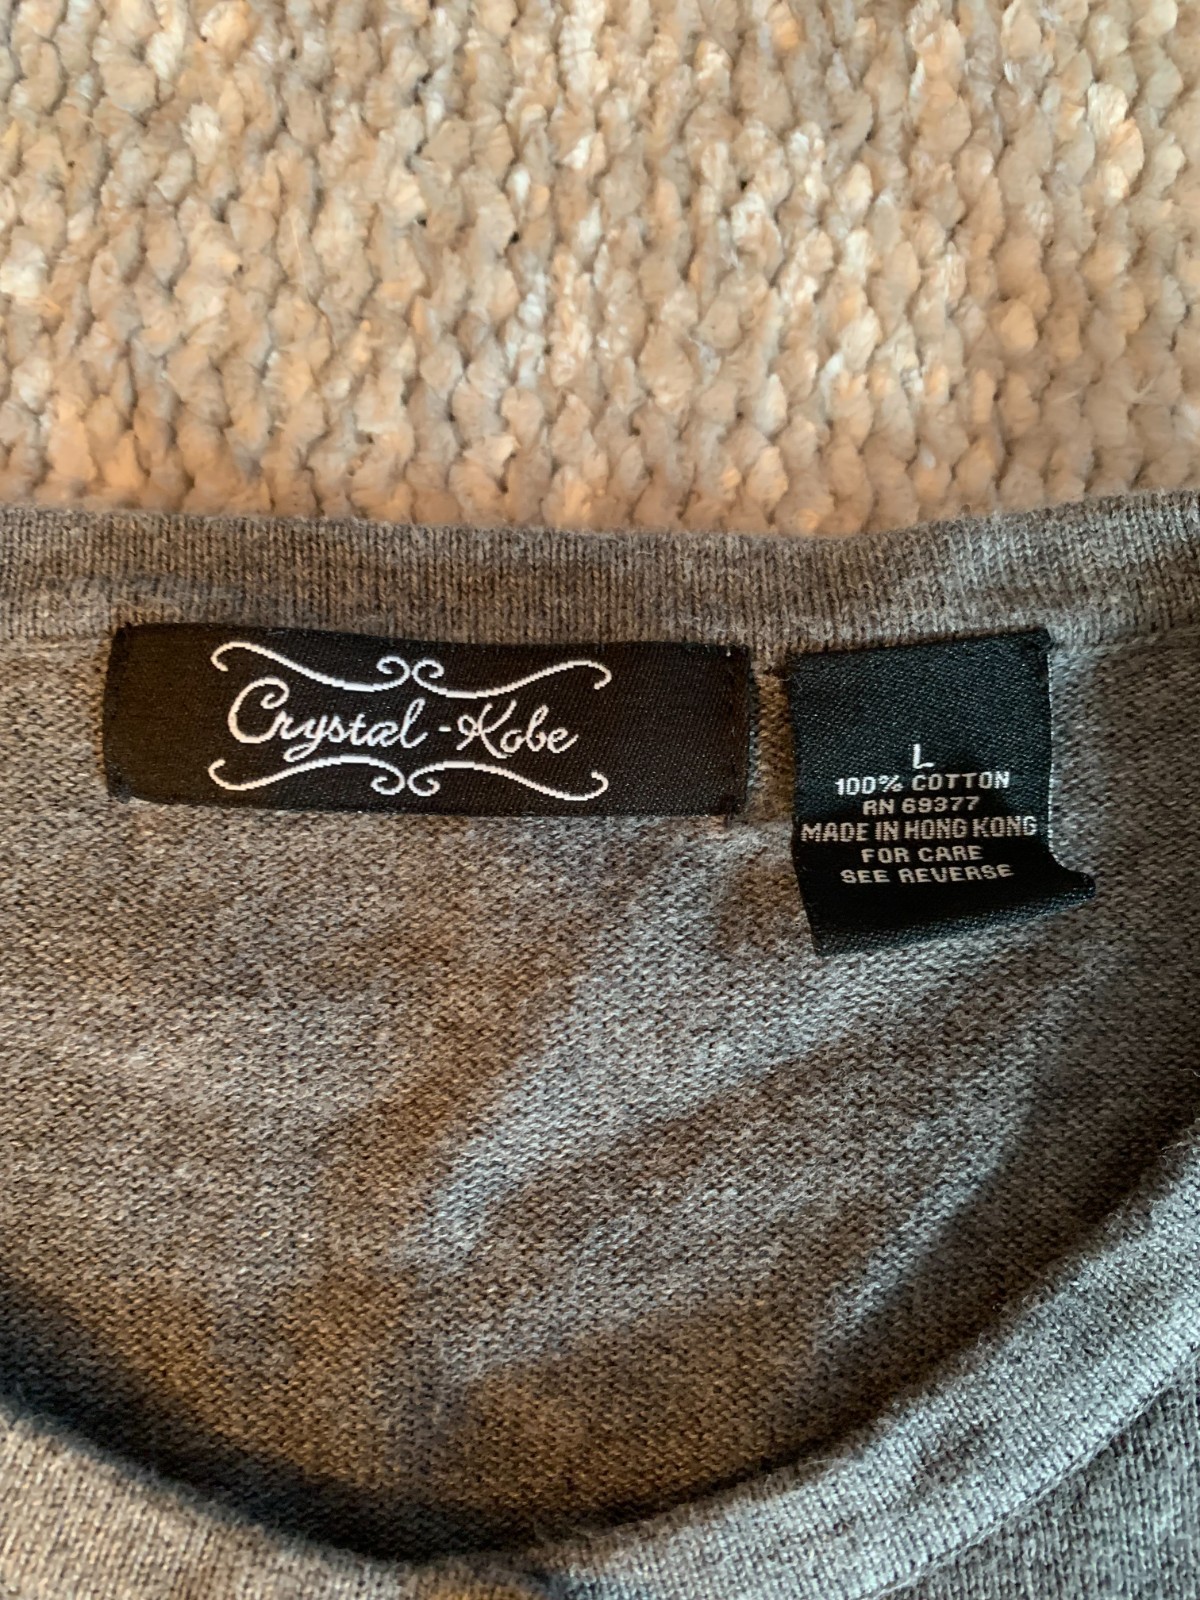 Crystal-Kobe
L
100% COTTON
RN 69377
MADE IN HONG KONG
FOR CARE
SEE REVERSE